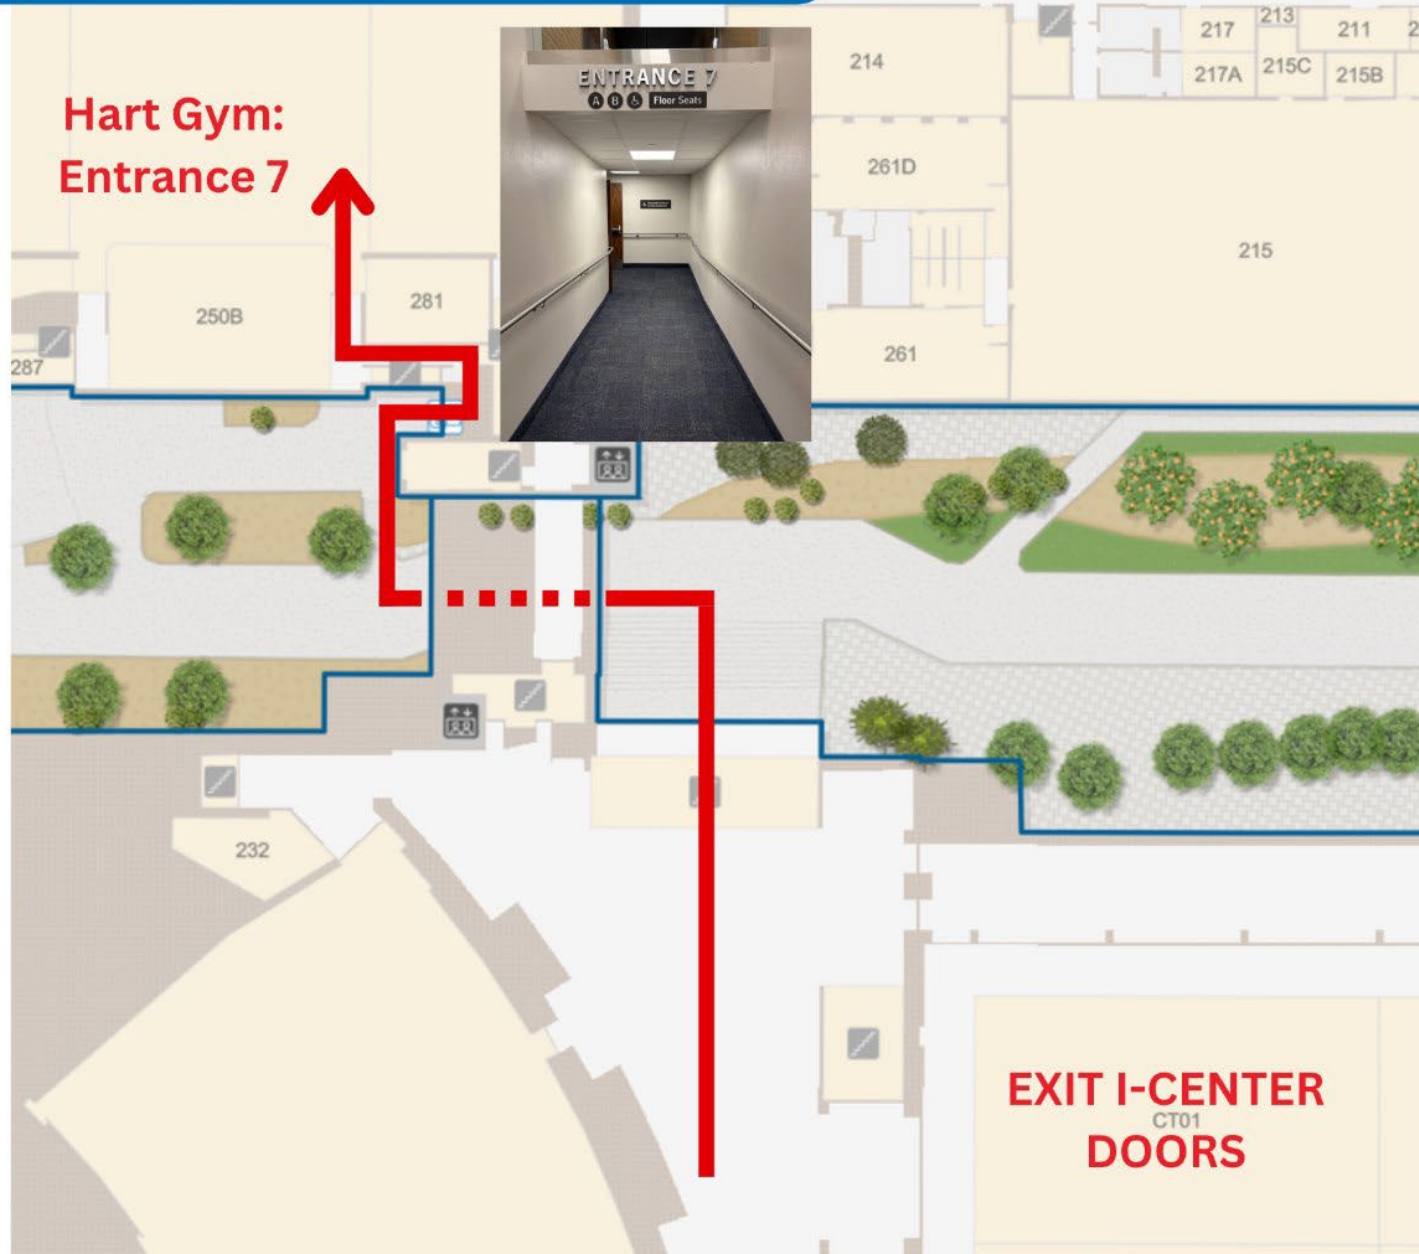 213
217
211
214
217A
215C
215B
ENTRANCE 7
A B Floor Seats
Hart Gym:
Entrance 7
261D
215
281
250B
261
287
232
EXIT I-CENTER
CT01
DOORS